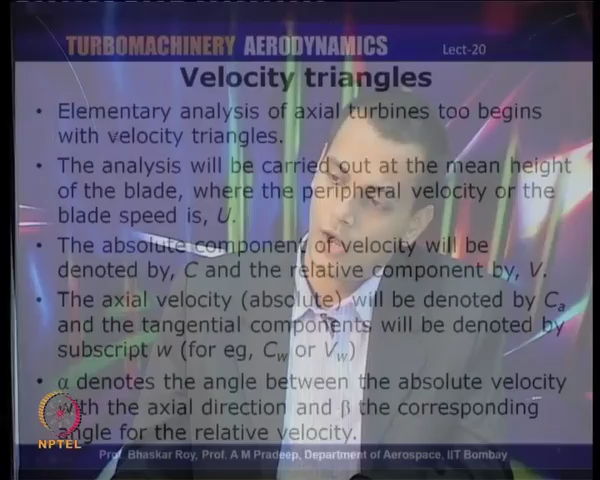 TURBOMACHINERY AERODYNAMICS Lect-20
Velocity triangles
• Elementary analysis of axial turbines too begins
with velocity triangles.
• The analysis will be carried out at the mean height
of the blade, where the peripheral velocity or the
blade speed is, U.
• The absolute component of velocity will be
denoted by, C and the relative component by, V.
• The axial velocity (absolute) will be denoted by Ca
and the tangential components will be denoted by
subscript w (for eg, Cw or Vw)
• α denotes the angle between the absolute velocity
with the axial direction and β the corresponding
angle for the relative velocity.
NPTEL
Prof. Bhaskar Roy, Prof. A M Pradeep, Department of Aerospace, IIT Bombay